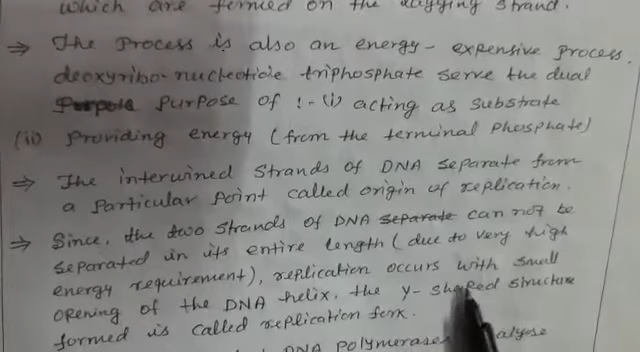 which are formed on the lagging strand.
⇒ The Process is also an energy - expensive process.
deoxyribo-nucleotide triphosphate serve the dual
purpose of :- (i) acting as substrate
(ii) Providing energy (from the terminal phosphate)
⇒ The interwined strands of DNA separate from
a particular point called origin of replication.
⇒ Since, the two strands of DNA separate can not be
separated in its entire length (due to very high
energy requirement), replication occurs with small
opening of the DNA helix. the Y-shaped structure
formed is called replication fork.
DNA polymerases